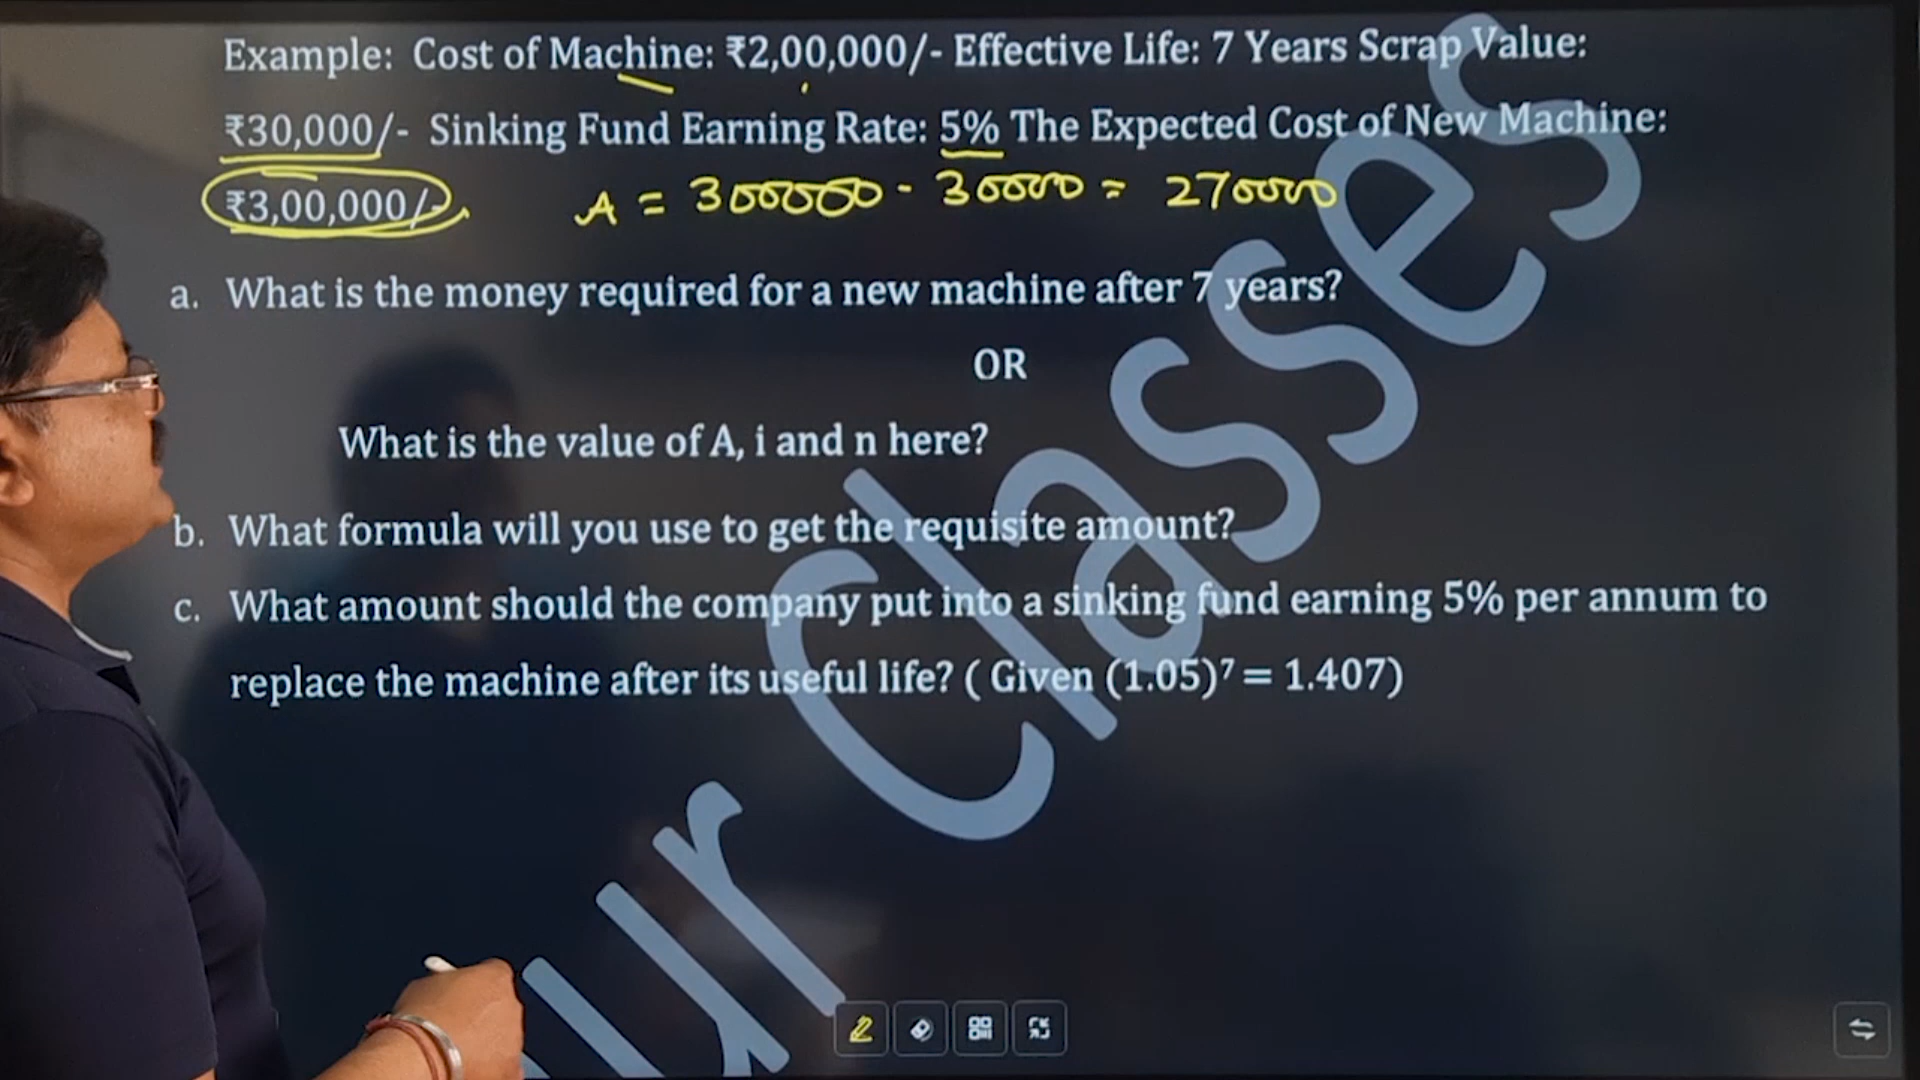 Example: Cost of Machine: ₹2,00,000/- Effective Life: 7 Years Scrap Value:
₹30,000/- Sinking Fund Earning Rate: 5% The Expected Cost of New Machine:
₹3,00,000/-
A = 300000 - 30000 = 270000
a. What is the money required for a new machine after 7 years?
OR
What is the value of A, i and n here?
b. What formula will you use to get the requisite amount?
c. What amount should the company put into a sinking fund earning 5% per annum to
replace the machine after its useful life? ( Given (1.05)⁷ = 1.407)
ur Classes